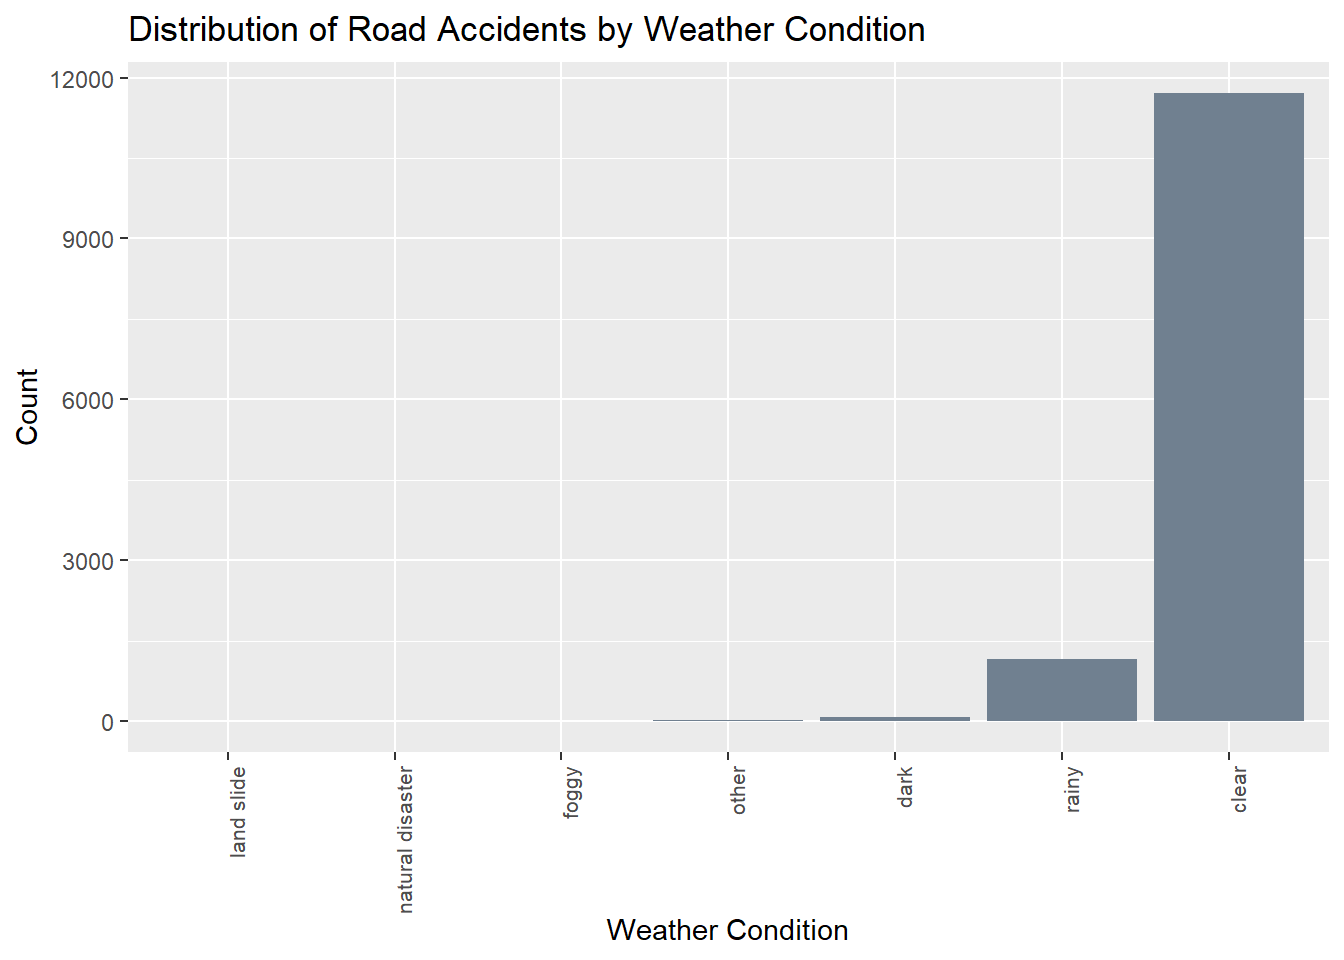 Distribution of Road Accidents by Weather Condition
12000
9000
6000
3000
0
Count
land slide
natural disaster
foggy
other
dark
rainy
clear
Weather Condition